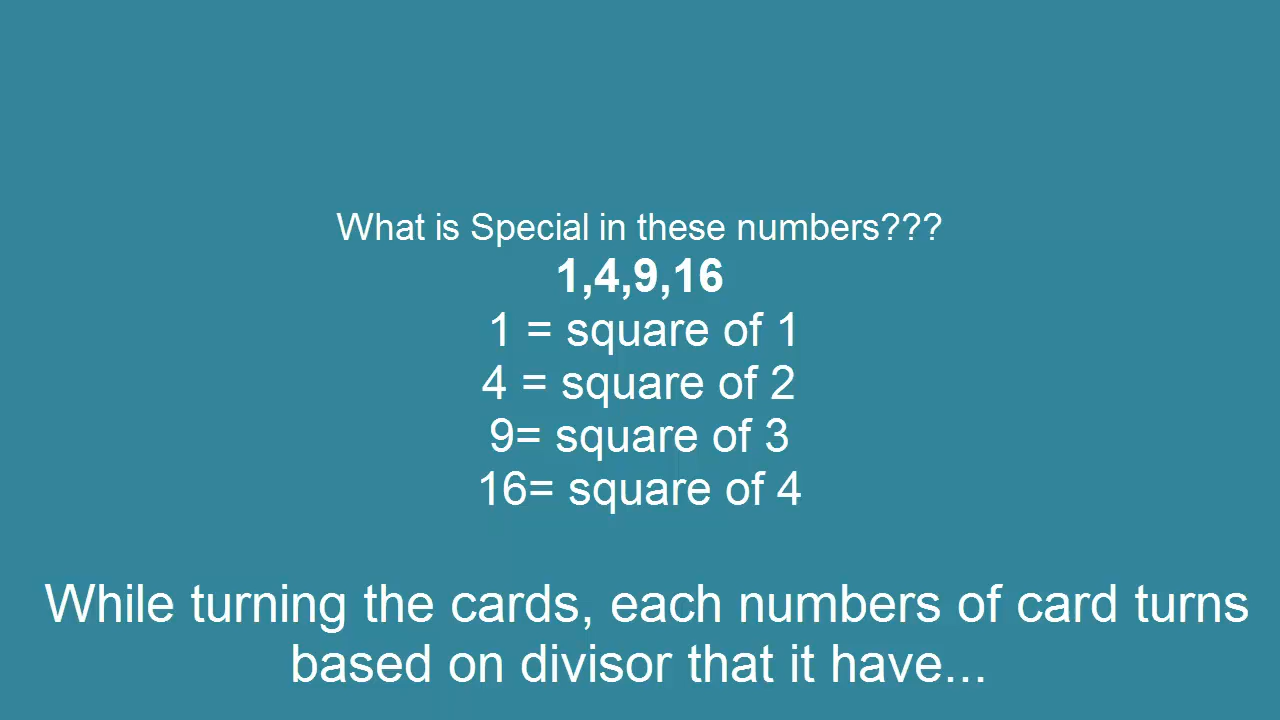 What is Special in these numbers???
1,4,9,16
1 = square of 1
4 = square of 2
9= square of 3
16= square of 4
While turning the cards, each numbers of card turns
based on divisor that it have...